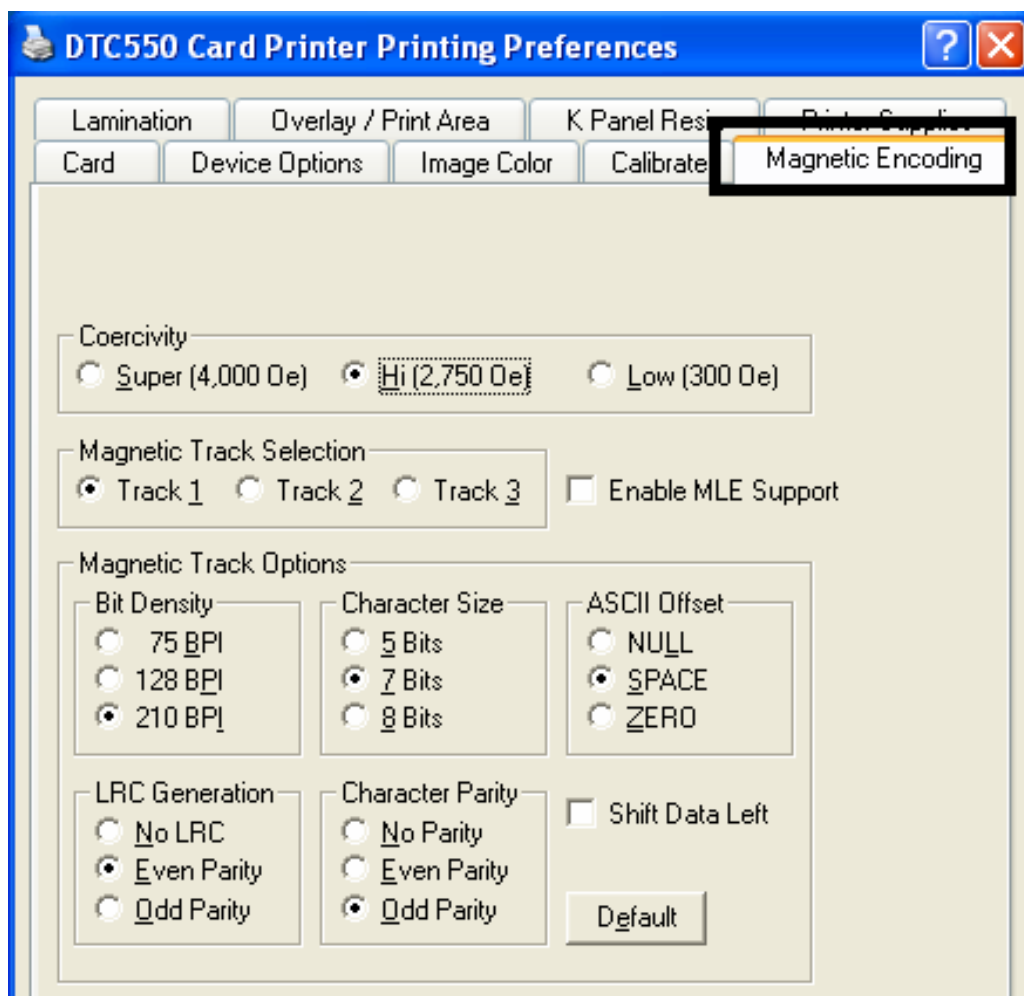 DTC550 Card Printer Printing Preferences
Lamination Overlay / Print Area K Panel Resin Printer Supplies
Card Device Options Image Color Calibrate Magnetic Encoding
Coercivity
Super (4,000 Oe) Hi (2,750 Oe) Low (300 Oe)
Magnetic Track Selection
Track 1 Track 2 Track 3 Enable MLE Support
Magnetic Track Options
Bit Density Character Size ASCII Offset
75 BPI 5 Bits NULL
128 BPI 7 Bits SPACE
210 BPI 8 Bits ZERO
LRC Generation Character Parity
No LRC No Parity Shift Data Left
Even Parity Even Parity
Odd Parity Odd Parity Default